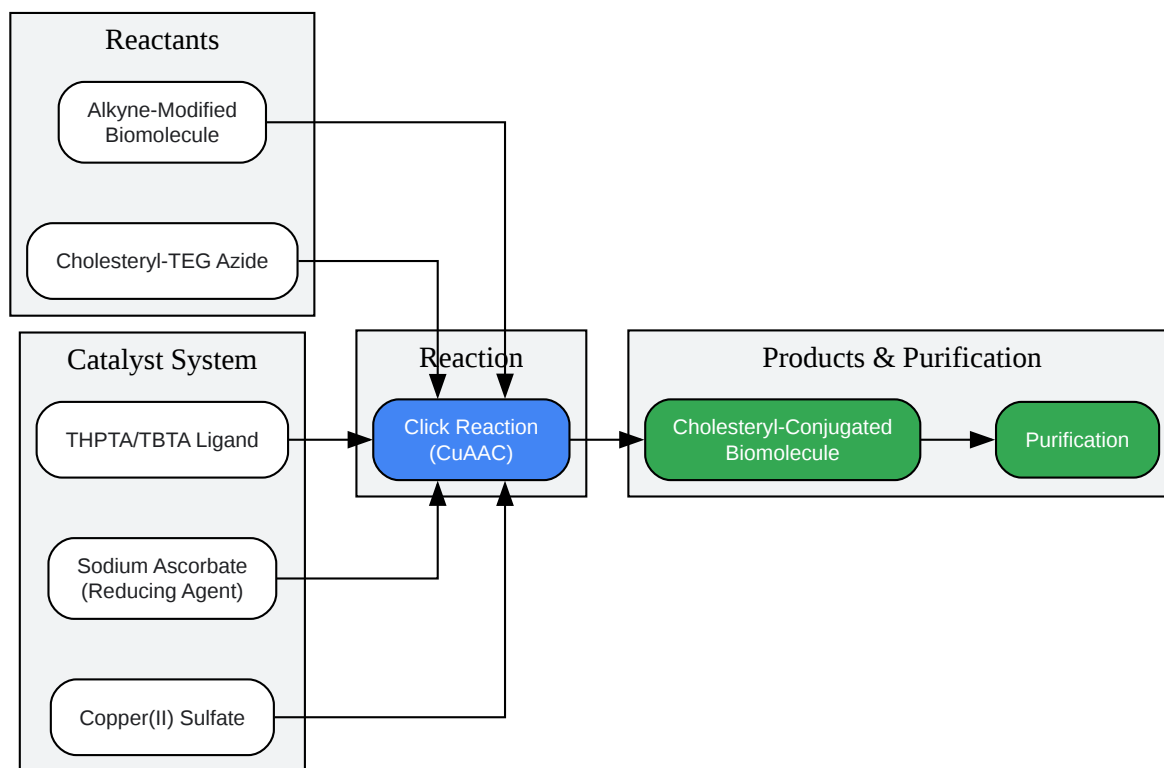 Reactants
Alkyne-Modified
Biomolecule
Cholesteryl-TEG Azide
Catalyst System
THPTA/TBTA Ligand
Sodium Ascorbate
(Reducing Agent)
Copper(II) Sulfate
Reaction
Click Reaction
(CuAAC)
Products & Purification
Cholesteryl-Conjugated
Biomolecule
Purification